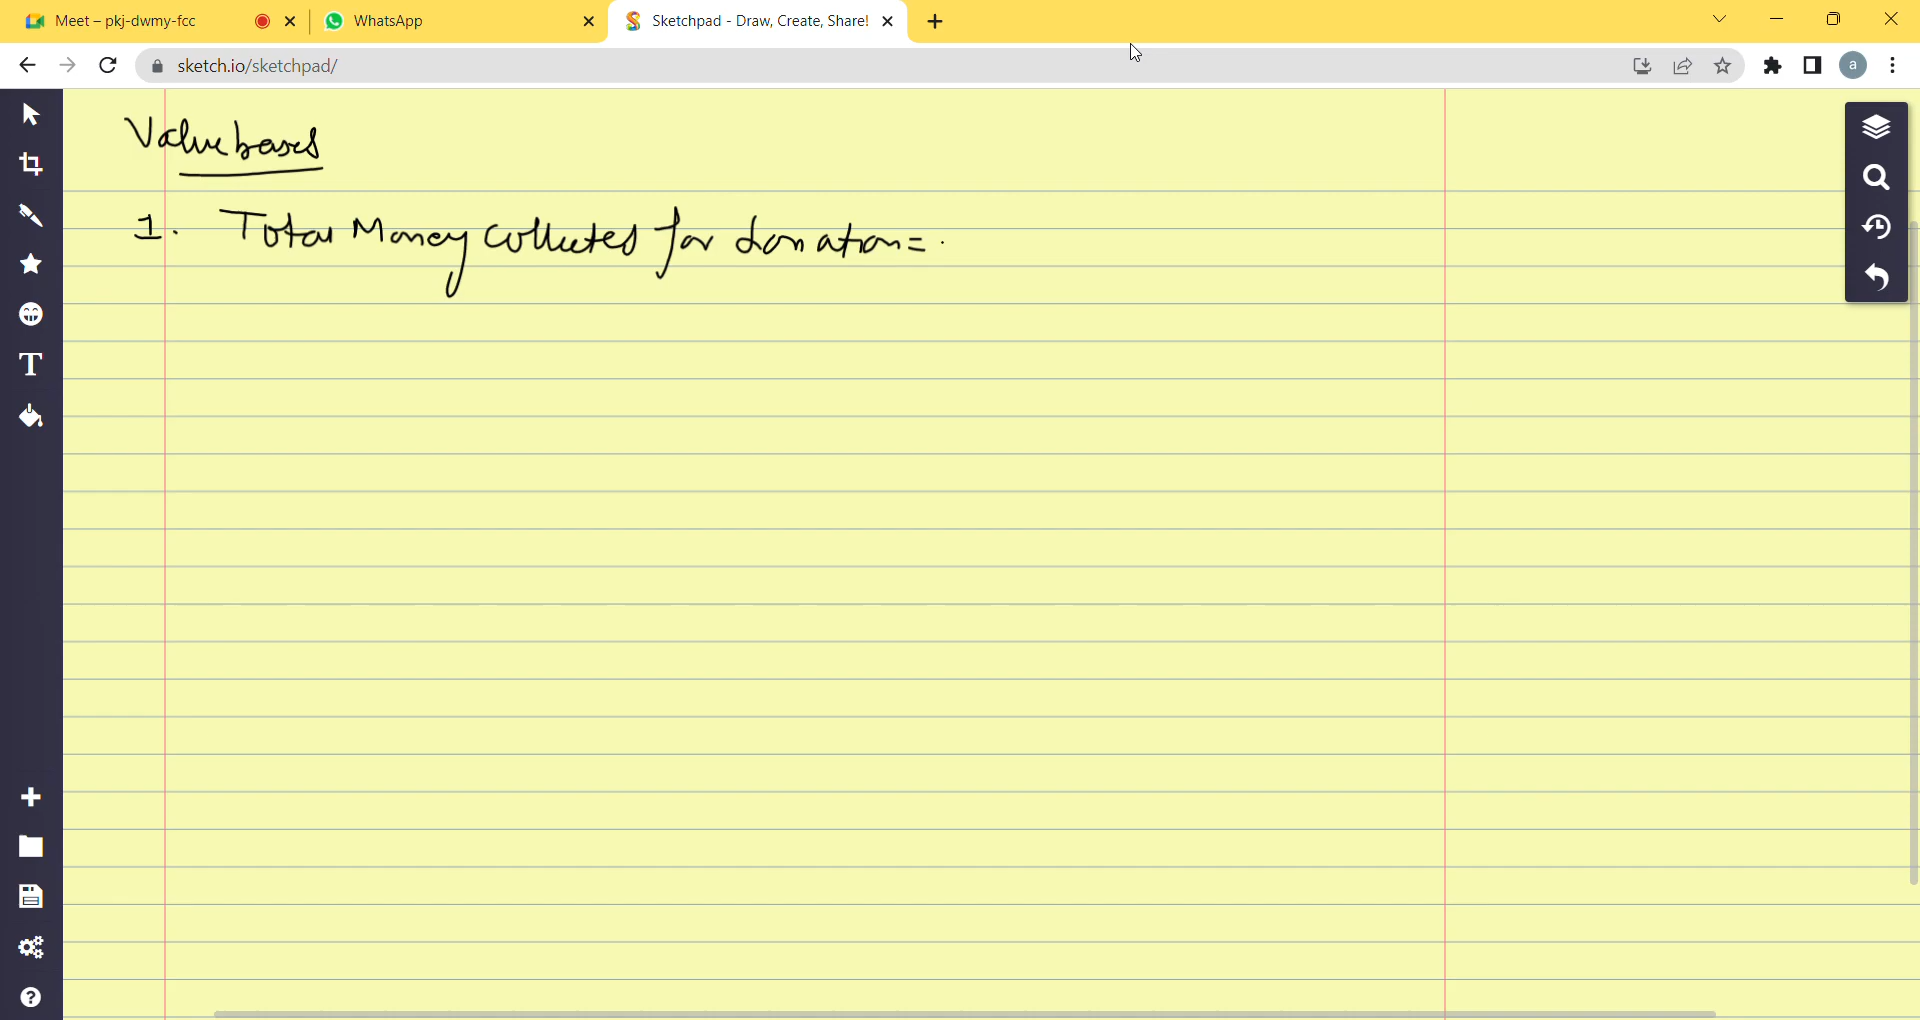 Meet – pkj-dwmy-fcc
WhatsApp
Sketchpad - Draw, Create, Share!
sketch.io/sketchpad/
a
Value based
1. Total Money collected for donation = .
T
?